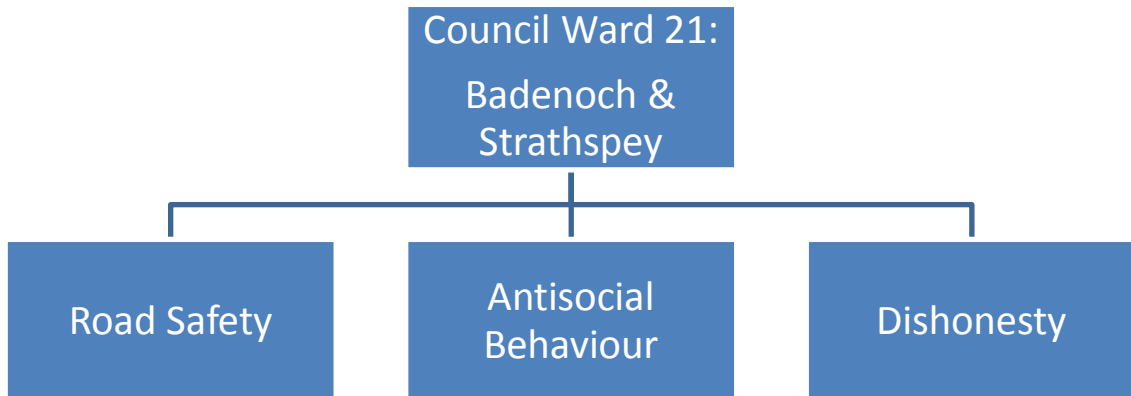 Council Ward 21:
Badenoch &
Strathspey
Road Safety
Antisocial
Behaviour
Dishonesty